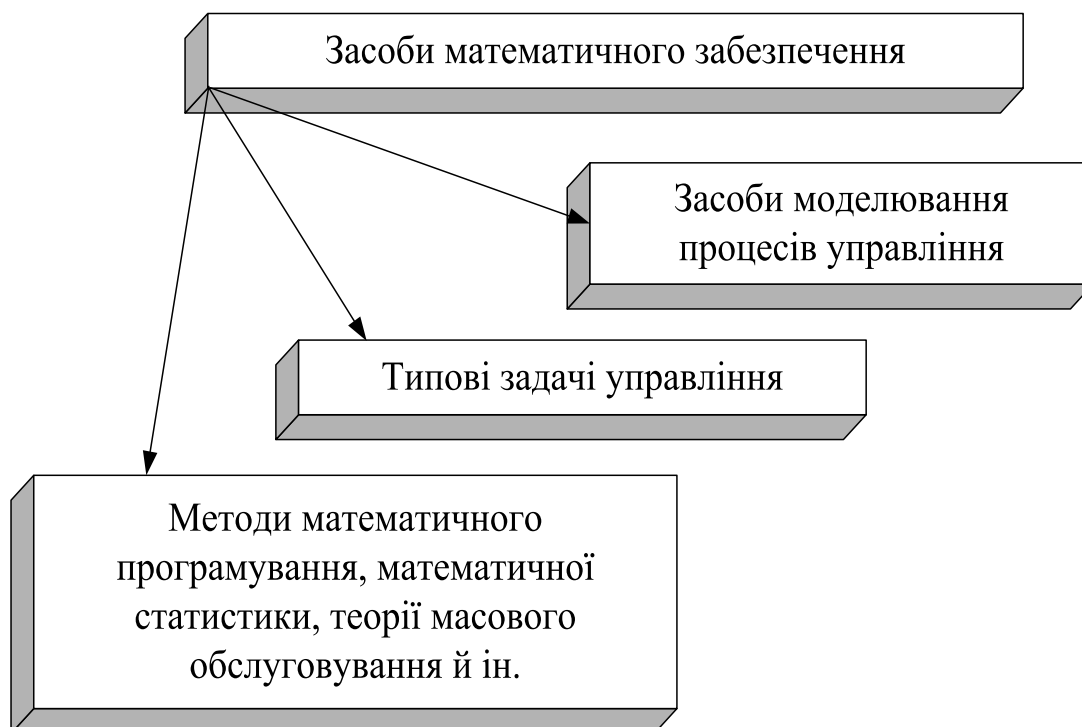 Засоби математичного забезпечення
Засоби моделювання
процесів управління
Типові задачі управління
Методи математичного
програмування, математичної
статистики, теорії масового
обслуговування й ін.